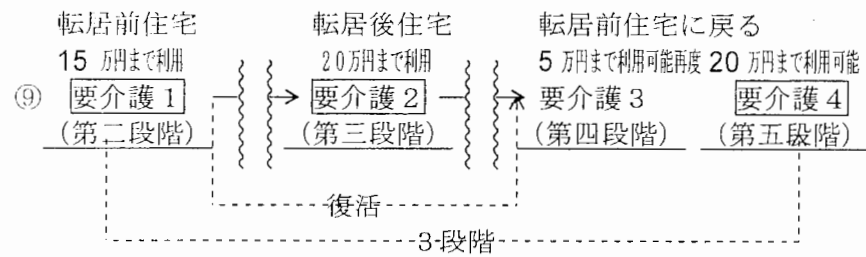 転居前住宅 転居後住宅 転居前住宅に戻る
15 万円まで利用 20万円まで利用 5 万円まで利用可能再度 20 万円まで利用可能
⑨ 要介護1 要介護2 要介護3 要介護4
(第二段階) (第三段階) (第四段階) (第五段階)
復活
3段階